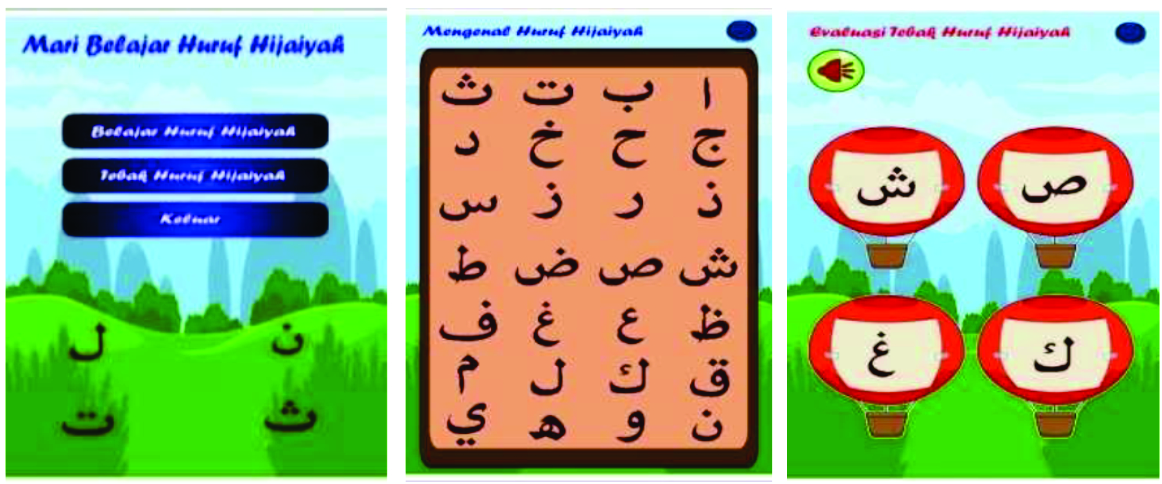 Mari Belajar Huruf Hijaiyah
Belajar Huruf Hijaiyah
Tebak Huruf Hijaiyah
Keluar
ل ن
ت ث
Mengenal Huruf Hijaiyah
ا ب ت ث
ج ح خ د
ذ ر ز س
ش ص ض ط
ظ ع غ ف
ق ك ل م
ن و ه ي
Evaluasi Tebak Huruf Hijaiyah
ش ص
غ ك